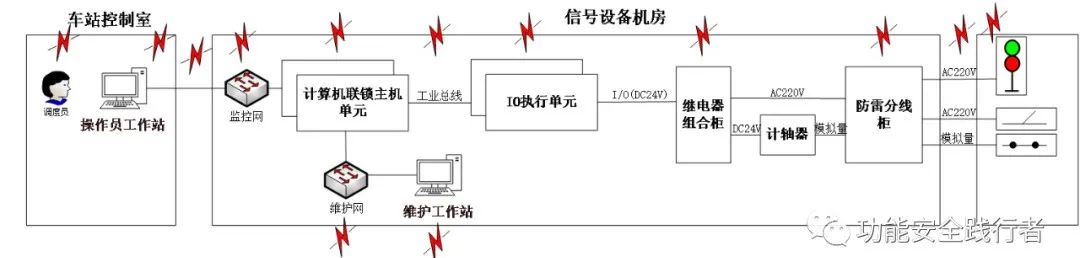 车站控制室
信号设备机房
调度员
操作员工作站
监控网
计算机联锁主机
单元
工业总线
IO执行单元
I/O(DC24V)
继电器
组合柜
AC220V
DC24V
计轴器
模拟量
防雷分线
柜
AC220V
AC220V
模拟量
维护网
维护工作站
功能安全践行者